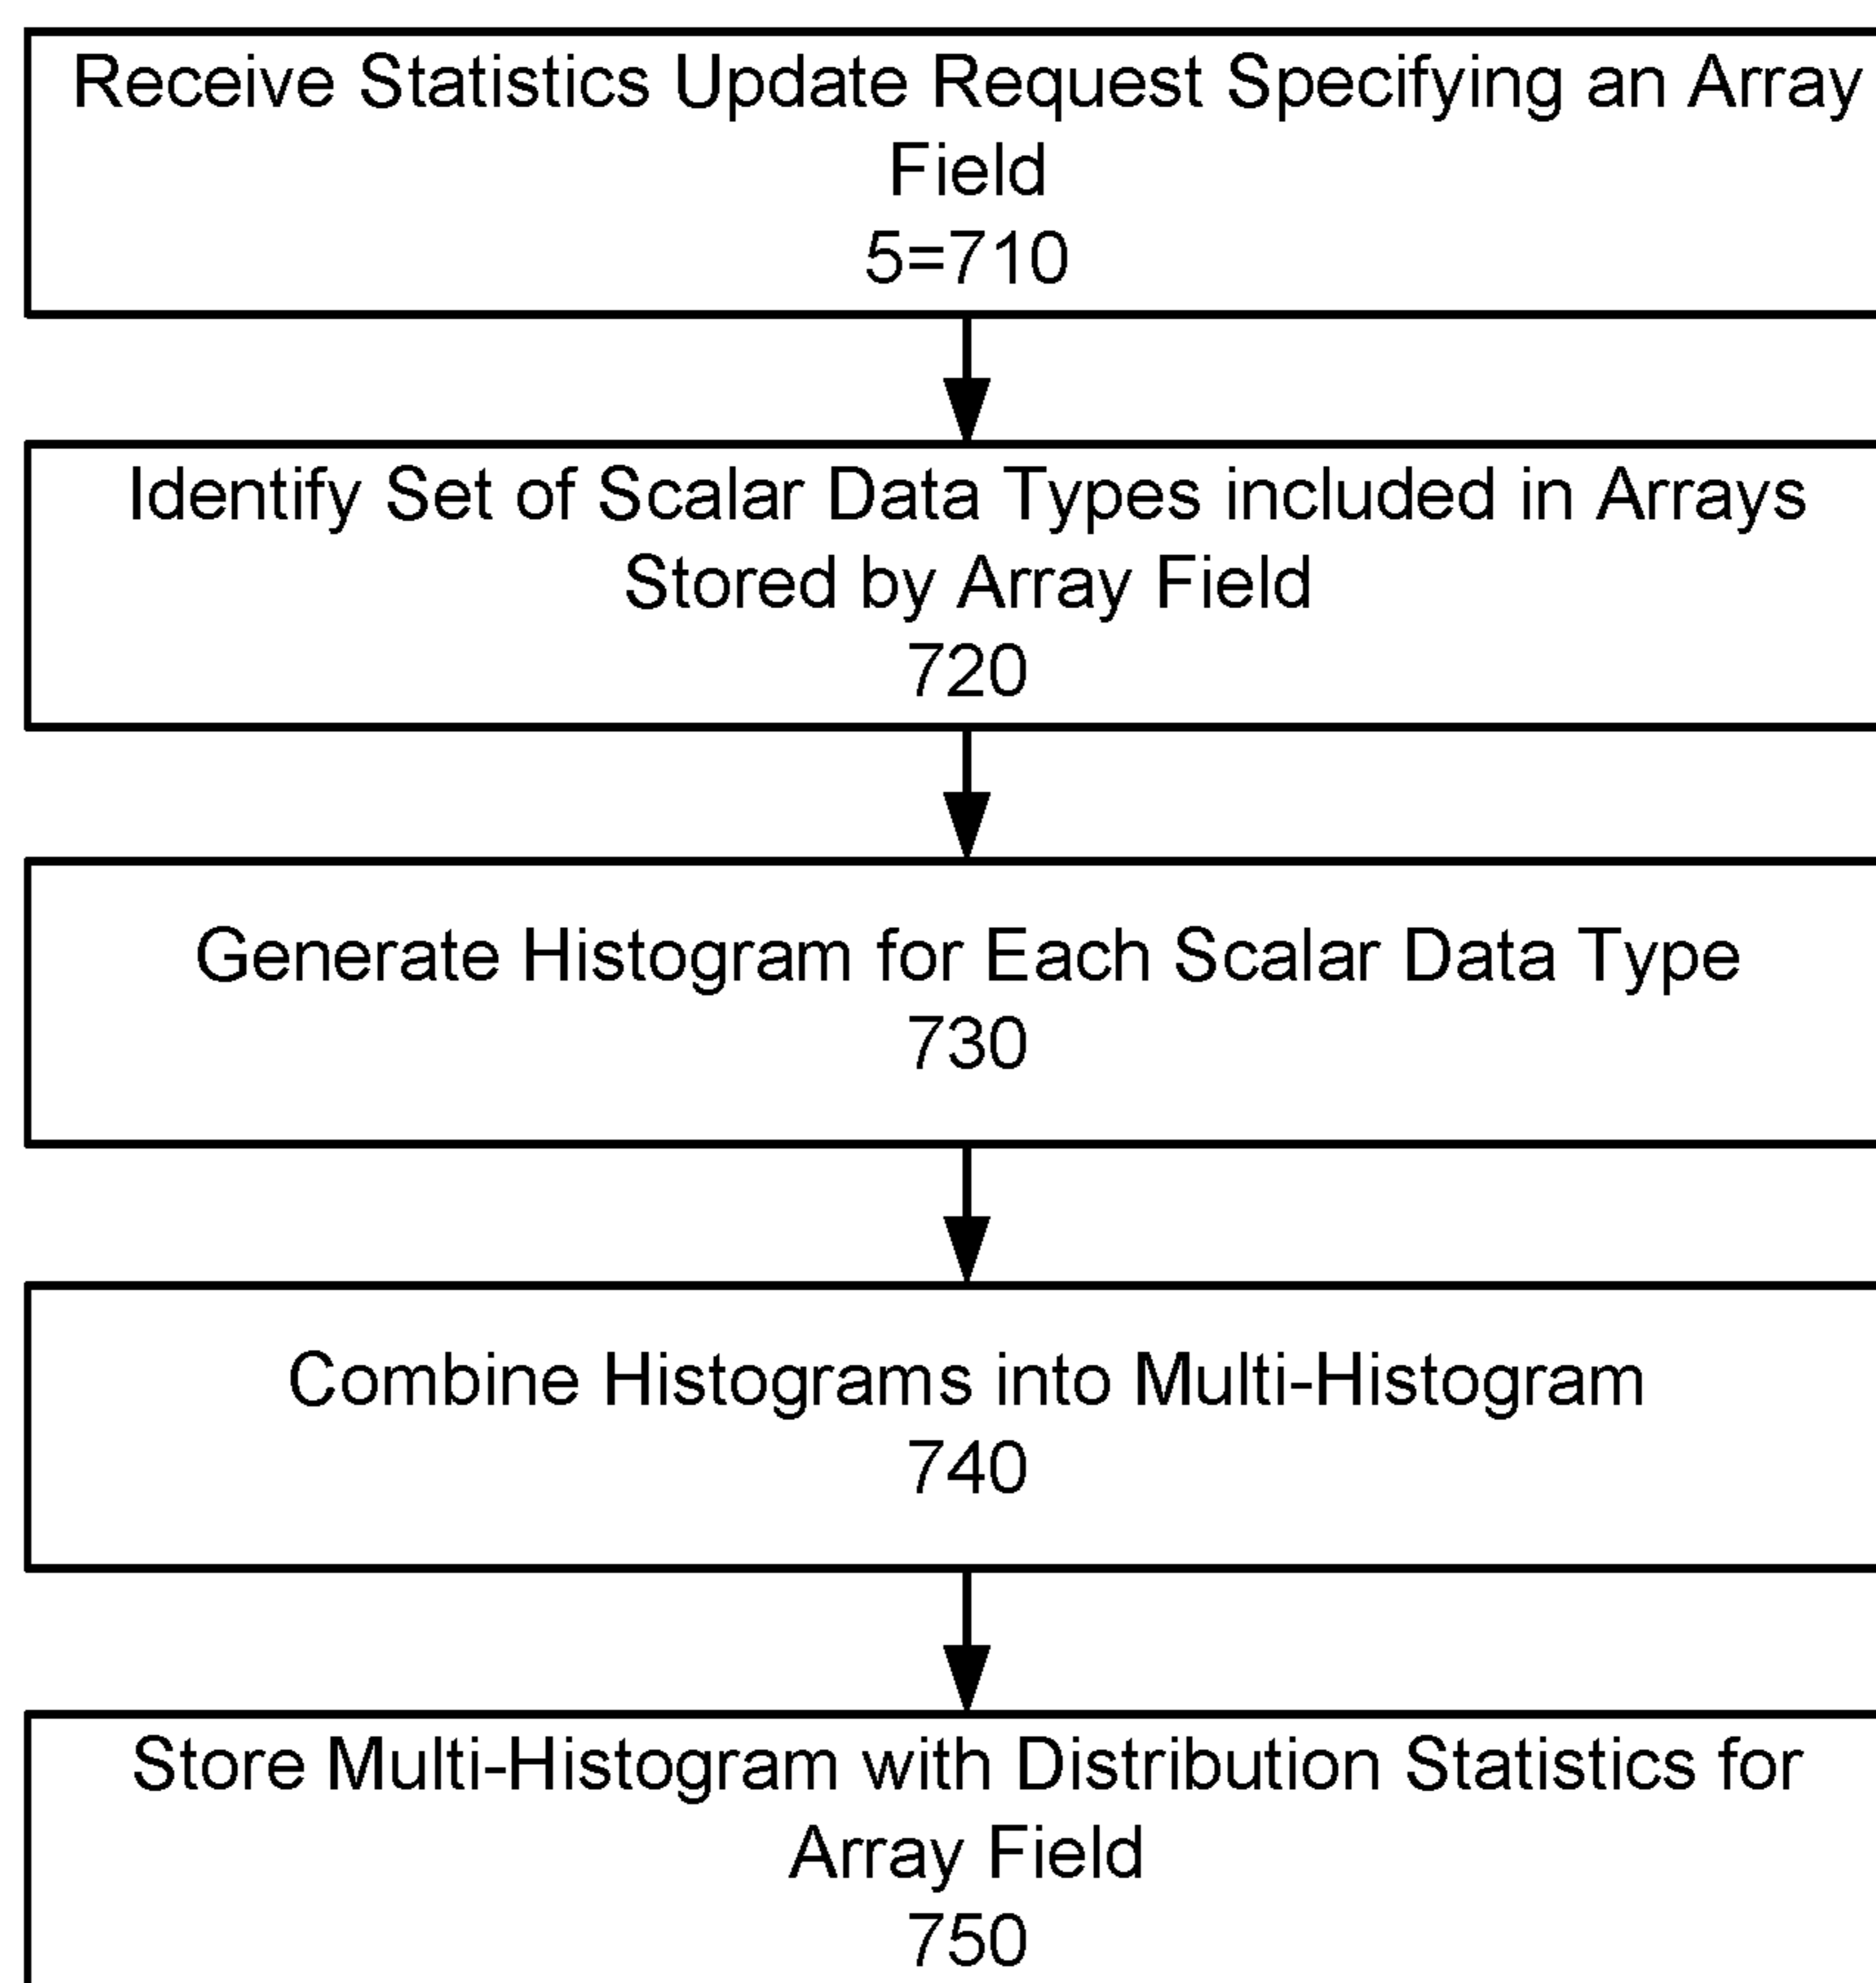 Receive Statistics Update Request Specifying an Array
Field
5=710
Identify Set of Scalar Data Types included in Arrays
Stored by Array Field
720
Generate Histogram for Each Scalar Data Type
730
Combine Histograms into Multi-Histogram
740
Store Multi-Histogram with Distribution Statistics for
Array Field
750